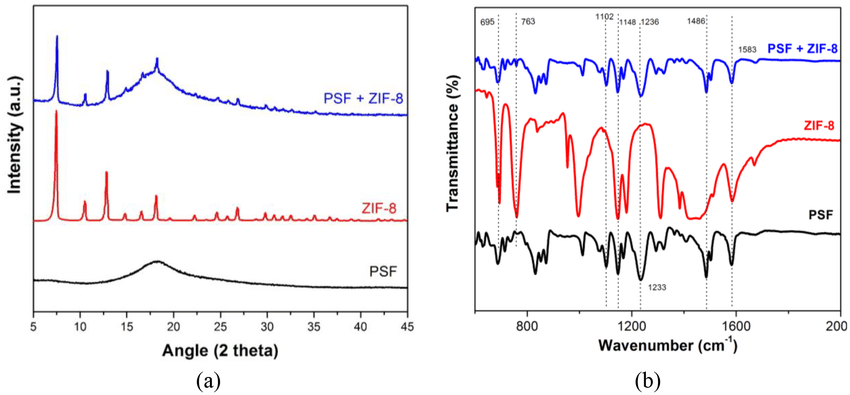 Intensity (a.u.)
PSF + ZIF-8
ZIF-8
PSF
5 10 15 20 25 30 35 40 45
Angle (2 theta)
(a)
Transmittance (%)
695 763 1102 1148 1236 1486 1583
PSF + ZIF-8
ZIF-8
PSF
1233
800 1200 1600 200
Wavenumber (cm-1)
(b)